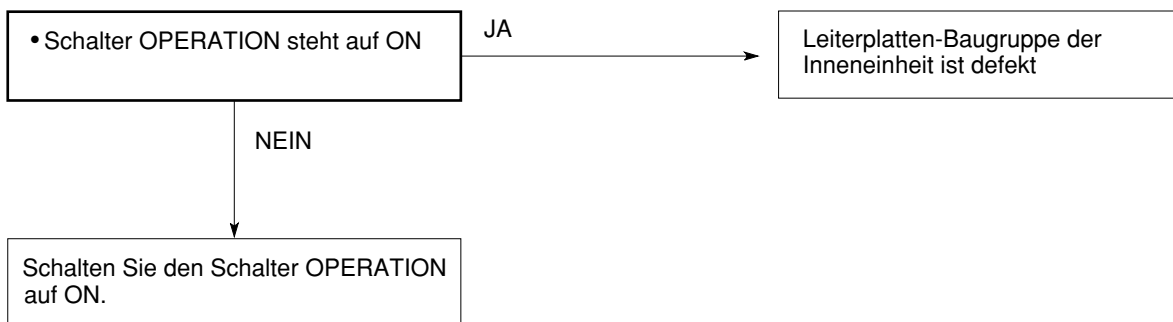 • Schalter OPERATION steht auf ON
JA
Leiterplatten-Baugruppe der
Inneneinheit ist defekt
NEIN
Schalten Sie den Schalter OPERATION
auf ON.